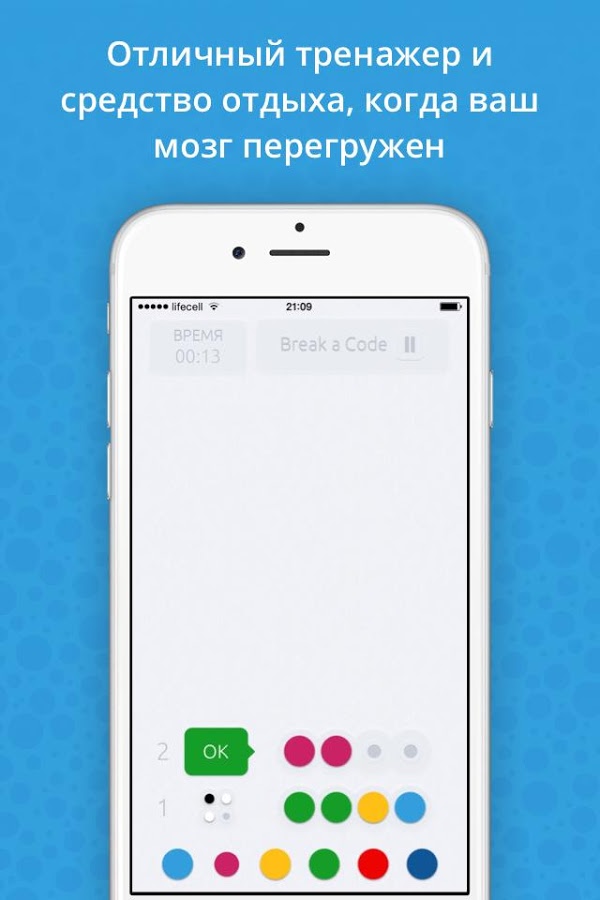 Отличный тренажер и
средство отдыха, когда ваш
мозг перегружен
lifecell 21:09
ВРЕМЯ
00:13
Break a Code
2 OK
1